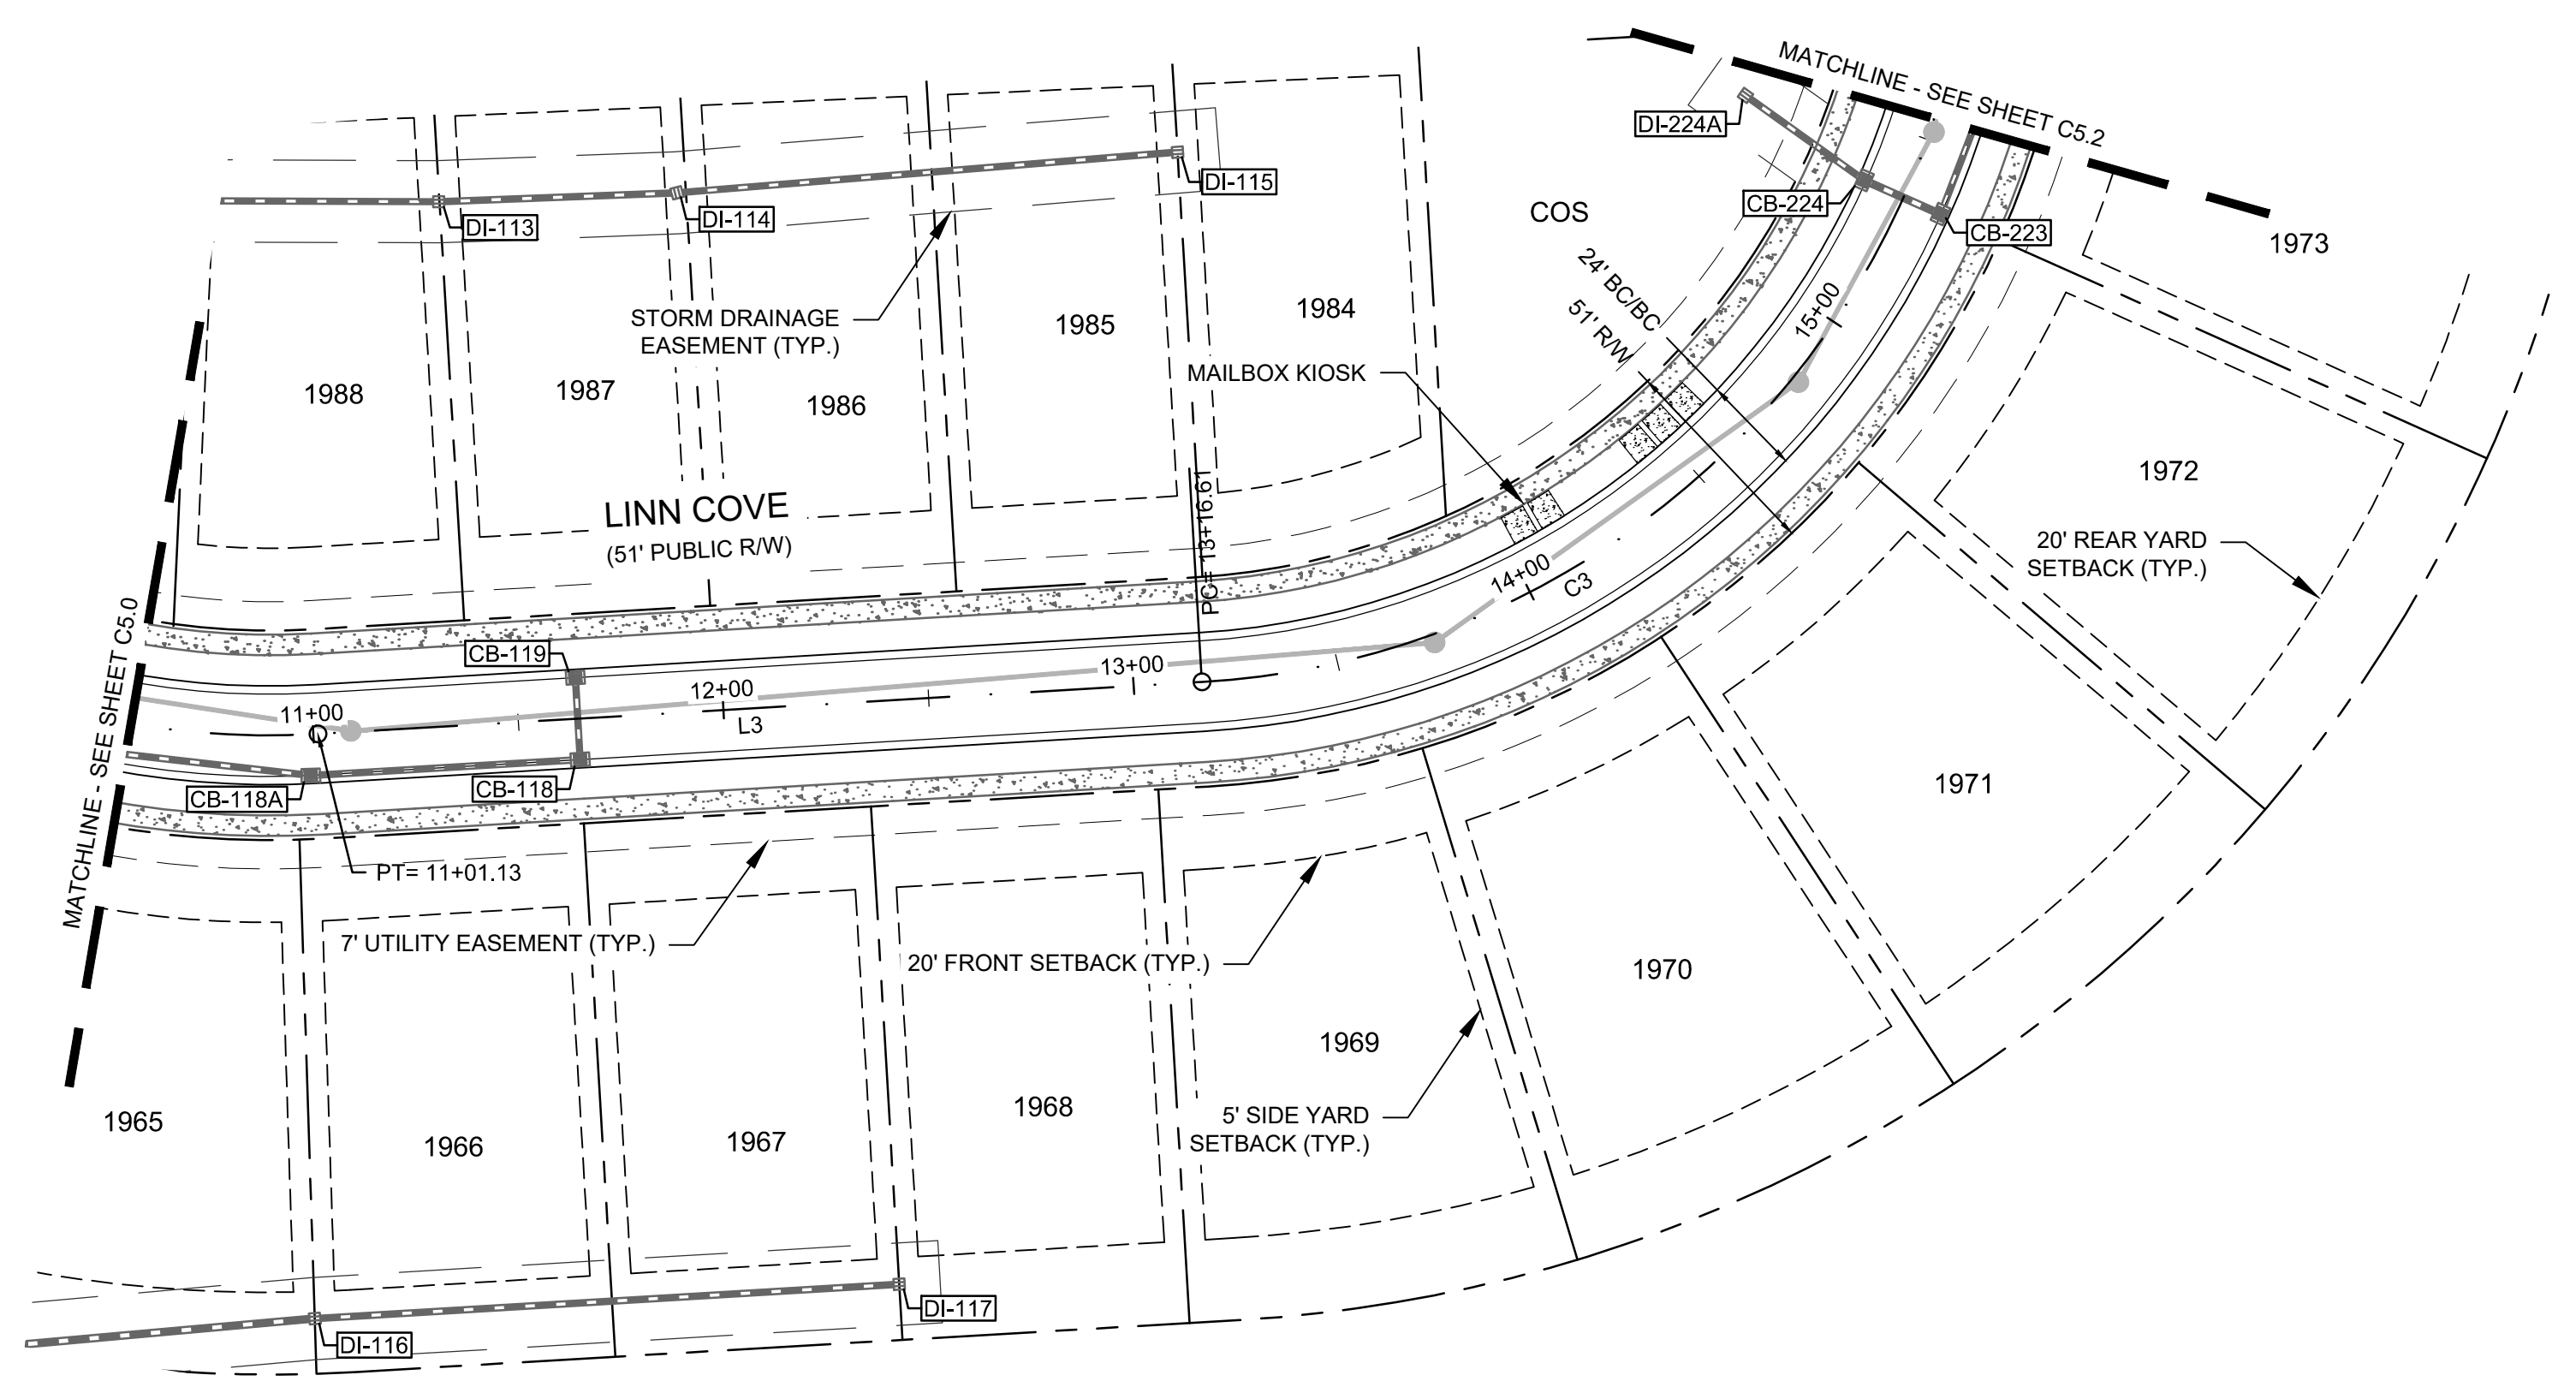 MATCHLINE - SEE SHEET C5.2
DI-224A
DI-115
CB-224
DI-114
COS
DI-113
CB-223
1973
24' BC/BC
51' R/W
15+00
STORM DRAINAGE
EASEMENT (TYP.)
1985
1984
MAILBOX KIOSK
1988
1987
1986
1972
LINN COVE
(51' PUBLIC R/W)
PC= 13+16.61
20' REAR YARD
SETBACK (TYP.)
14+00
C3
MATCHLINE - SEE SHEET C5.0
CB-119
13+00
12+00
L3
11+00
CB-118A
CB-118
1971
PT= 11+01.13
7' UTILITY EASEMENT (TYP.)
20' FRONT SETBACK (TYP.)
1970
1969
1965
1966
1967
1968
5' SIDE YARD
SETBACK (TYP.)
DI-117
DI-116